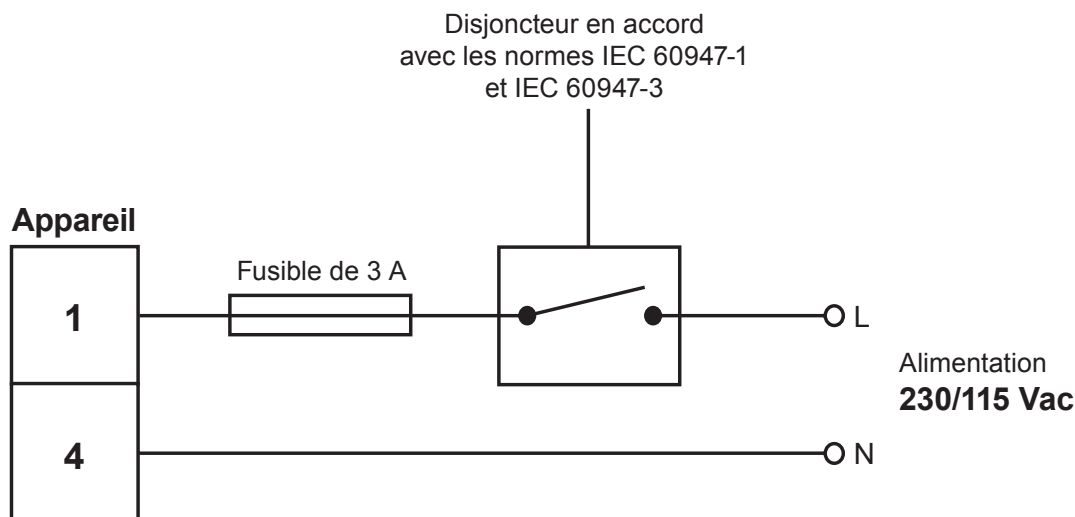 Disjoncteur en accord
avec les normes IEC 60947-1
et IEC 60947-3
Appareil
Fusible de 3 A
1
L
Alimentation
230/115 Vac
4
N